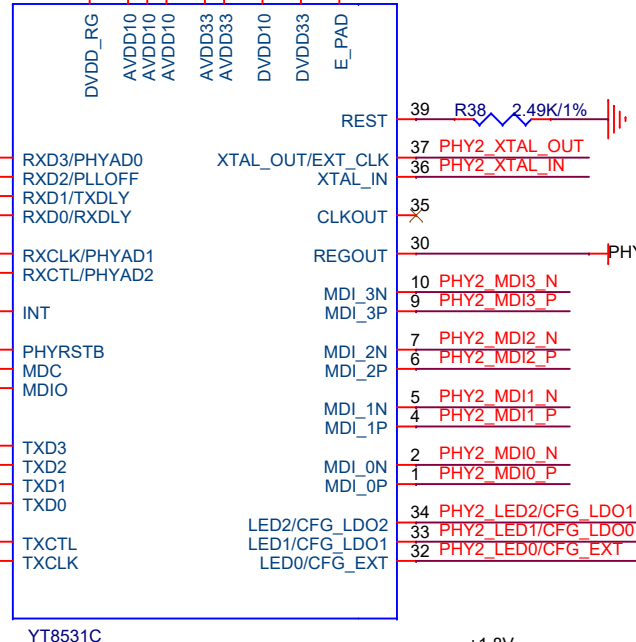 DVDD_RG
AVDD10
AVDD10
AVDD10
AVDD33
AVDD33
DVDD10
DVDD33
E_PAD
REST 39 R38 2.49K/1%
RXD3/PHYAD0 XTAL_OUT/EXT_CLK 37 PHY2_XTAL_OUT
RXD2/PLLOFF XTAL_IN 36 PHY2_XTAL_IN
RXD1/TXDLY
RXD0/RXDLY CLKOUT 35
RXCLK/PHYAD1 REGOUT 30 PHY
RXCTL/PHYAD2
MDI_3N 10 PHY2_MDI3_N
INT MDI_3P 9 PHY2_MDI3_P
PHYRSTB MDI_2N 7 PHY2_MDI2_N
MDC MDI_2P 6 PHY2_MDI2_P
MDIO
MDI_1N 5 PHY2_MDI1_N
MDI_1P 4 PHY2_MDI1_P
TXD3
TXD2 MDI_0N 2 PHY2_MDI0_N
TXD1 MDI_0P 1 PHY2_MDI0_P
TXD0
LED2/CFG_LDO2 34 PHY2_LED2/CFG_LDO1
TXCTL LED1/CFG_LDO1 33 PHY2_LED1/CFG_LDO0
TXCLK LED0/CFG_EXT 32 PHY2_LED0/CFG_EXT
YT8531C
+1.8V